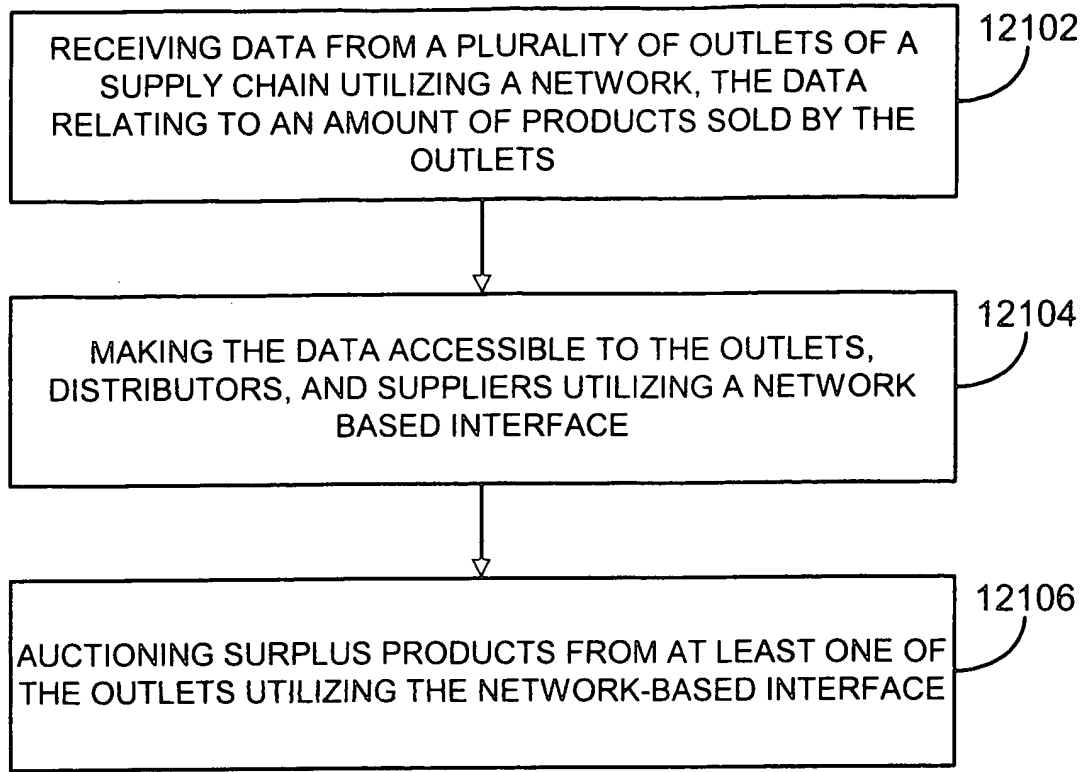 RECEIVING DATA FROM A PLURALITY OF OUTLETS OF A
SUPPLY CHAIN UTILIZING A NETWORK, THE DATA
RELATING TO AN AMOUNT OF PRODUCTS SOLD BY THE
OUTLETS
12102
MAKING THE DATA ACCESSIBLE TO THE OUTLETS,
DISTRIBUTORS, AND SUPPLIERS UTILIZING A NETWORK
BASED INTERFACE
12104
AUCTIONING SURPLUS PRODUCTS FROM AT LEAST ONE OF
THE OUTLETS UTILIZING THE NETWORK-BASED INTERFACE
12106